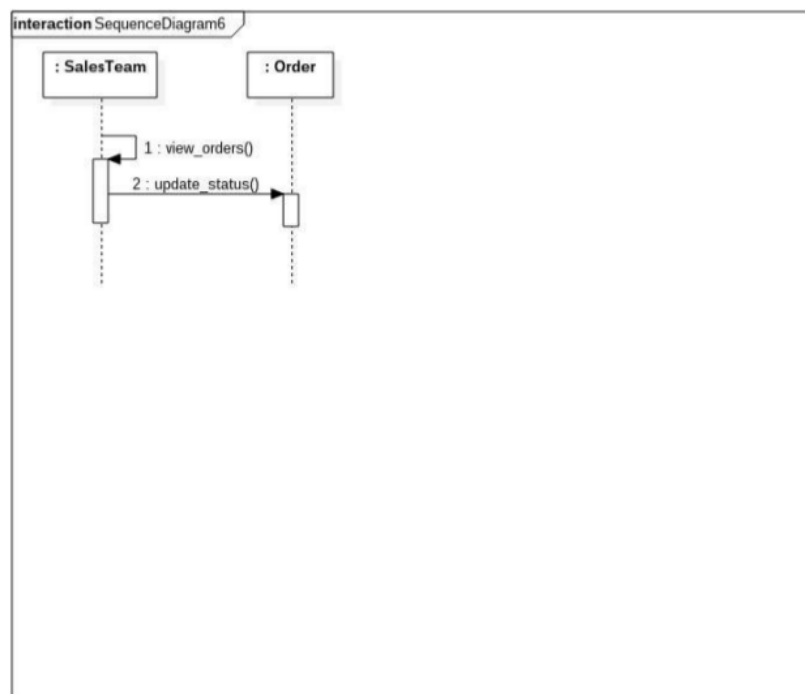 interaction SequenceDiagram6
: SalesTeam
: Order
1 : view_orders()
2 : update_status()